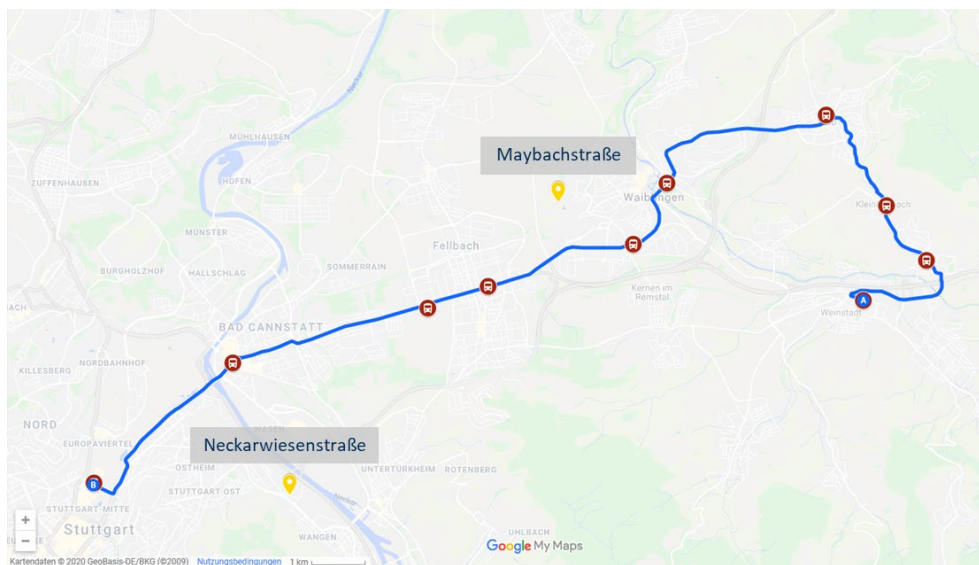 MÜHLHAUSEN
Neckar
Maybachstraße
ZUFFENHAUSEN
HOFEN
Waiblingen
MÜNSTER
Fellbach
BURGHOLZHOF
HALLSCHLAG
SOMMERRAIN
Kernen im
Remstal
Weinstadt
A
BAD CANNSTATT
NORDBAHNHOF
KILLESBERG
NORD
Neckarwiesenstraße
EUROPAVIERTEL
OSTHEIM
UNTERTÜRKHEIM
ROTENBERG
B
STUTTGART OST
Neckar
STUTTGART-MITTE
Stuttgart
WANGEN
UHLBACH
+
−
Google My Maps
Kartendaten © 2020 GeoBasis-DE/BKG (©2009) Nutzungsbedingungen 1 km